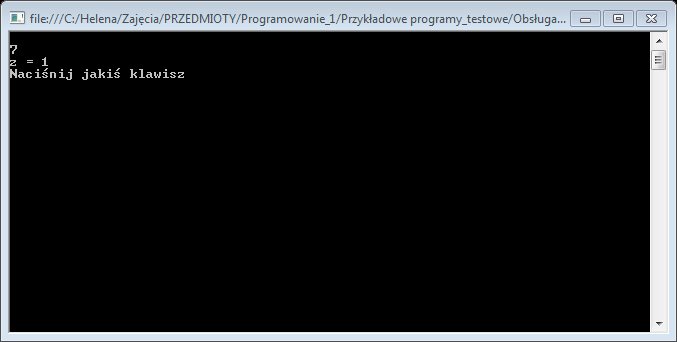 file:///C:/Helena/Zajęcia/PRZEDMIOTY/Programowanie_1/Przykładowe programy_testowe/Obsługa...
7
z = 1
Naciśnij jakiś klawisz